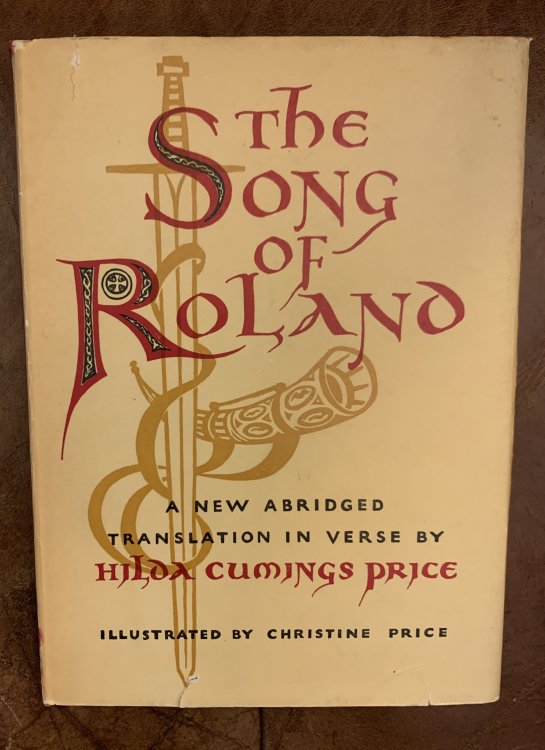 The
Song
of
Roland
A NEW ABRIDGED
TRANSLATION IN VERSE BY
Hilda Cumings Price
ILLUSTRATED BY CHRISTINE PRICE